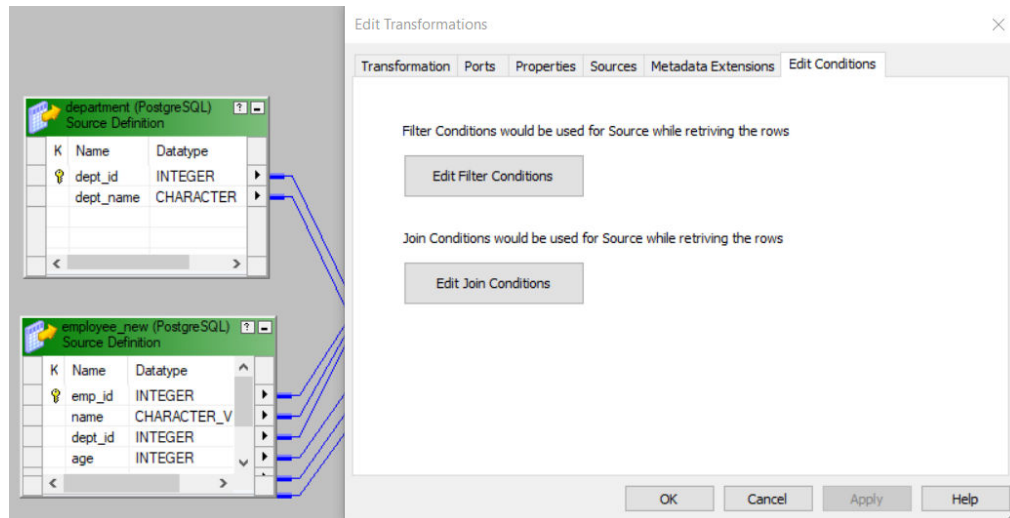 Edit Transformations
Transformation Ports Properties Sources Metadata Extensions Edit Conditions
Filter Conditions would be used for Source while retriving the rows
Edit Filter Conditions
Join Conditions would be used for Source while retriving the rows
Edit Join Conditions
OK Cancel Apply Help
department (PostgreSQL)
Source Definition
K Name Datatype
dept_id INTEGER
dept_name CHARACTER
employee_new (PostgreSQL)
Source Definition
K Name Datatype
emp_id INTEGER
name CHARACTER_V
dept_id INTEGER
age INTEGER